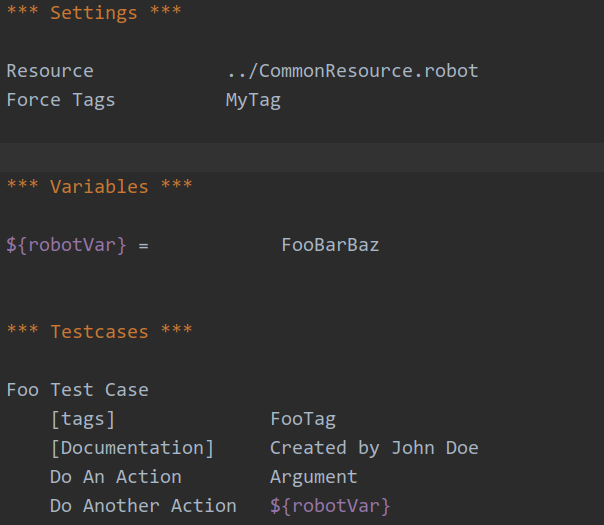 *** Settings ***
Resource ../CommonResource.robot
Force Tags MyTag
*** Variables ***
${robotVar} = FooBarBaz
*** Testcases ***
Foo Test Case
[tags] FooTag
[Documentation] Created by John Doe
Do An Action Argument
Do Another Action ${robotVar}